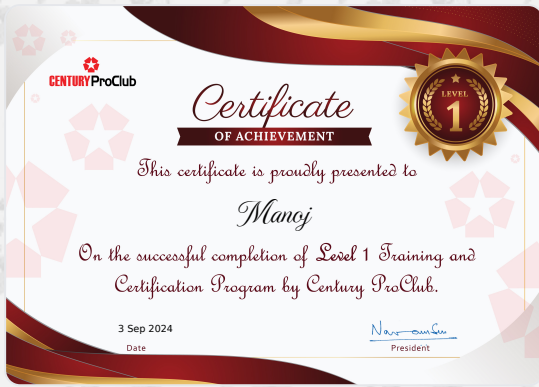 CENTURY ProClub
Certificate
OF ACHIEVEMENT
LEVEL
1
This certificate is proudly presented to
Manoj
On the successful completion of Level 1 Training and
Certification Program by Century ProClub.
3 Sep 2024
Date
President